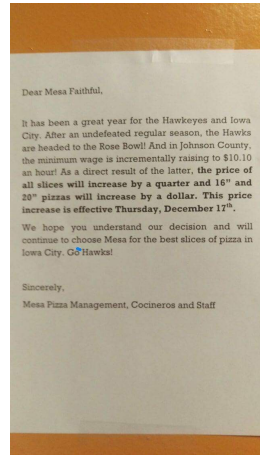 Dear Mesa Faithful,
It has been a great year for the Hawkeyes and Iowa
City. After an undefeated regular season, the Hawks
are headed to the Rose Bowl! And in Johnson County,
the minimum wage is incrementally raising to $10.10
an hour! As a direct result of the latter, the price of
all slices will increase by a quarter and 16" and
20" pizzas will increase by a dollar. This price
increase is effective Thursday, December 17th.
We hope you understand our decision and will
continue to choose Mesa for the best slices of pizza in
Iowa City. Go Hawks!
Sincerely,
Mesa Pizza Management, Cocineros and Staff